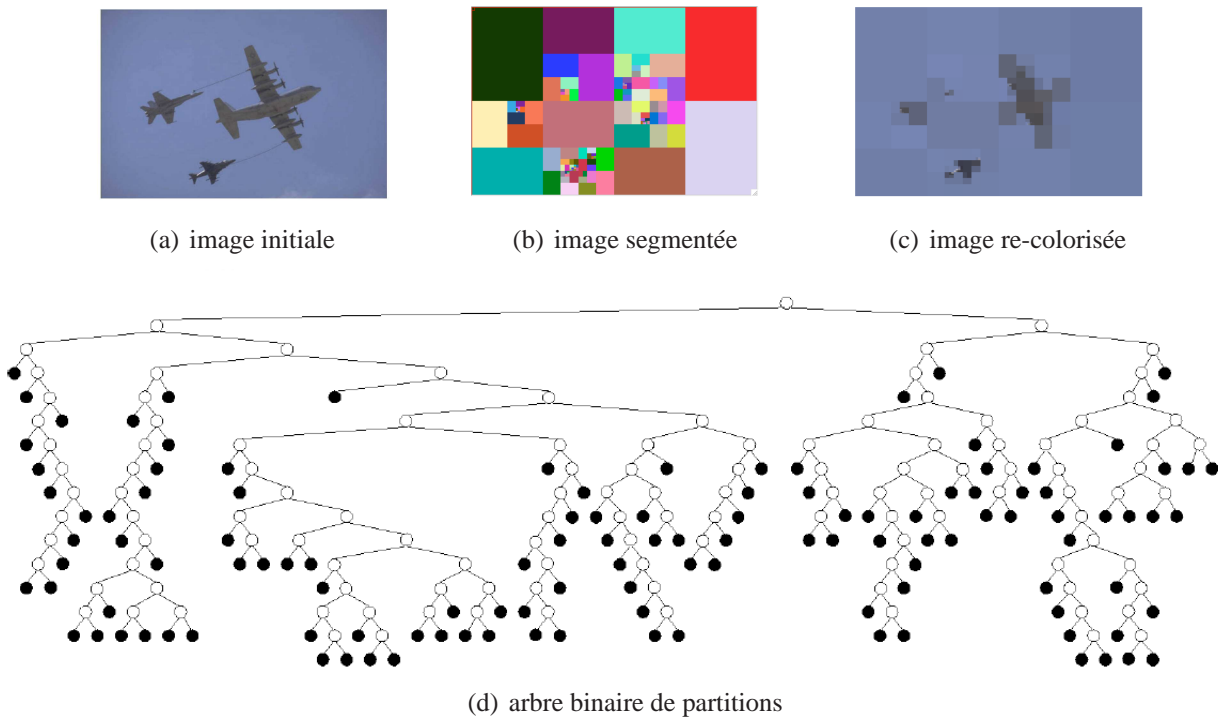 (a) image initiale
(b) image segmentée
(c) image re-colorisée
(d) arbre binaire de partitions